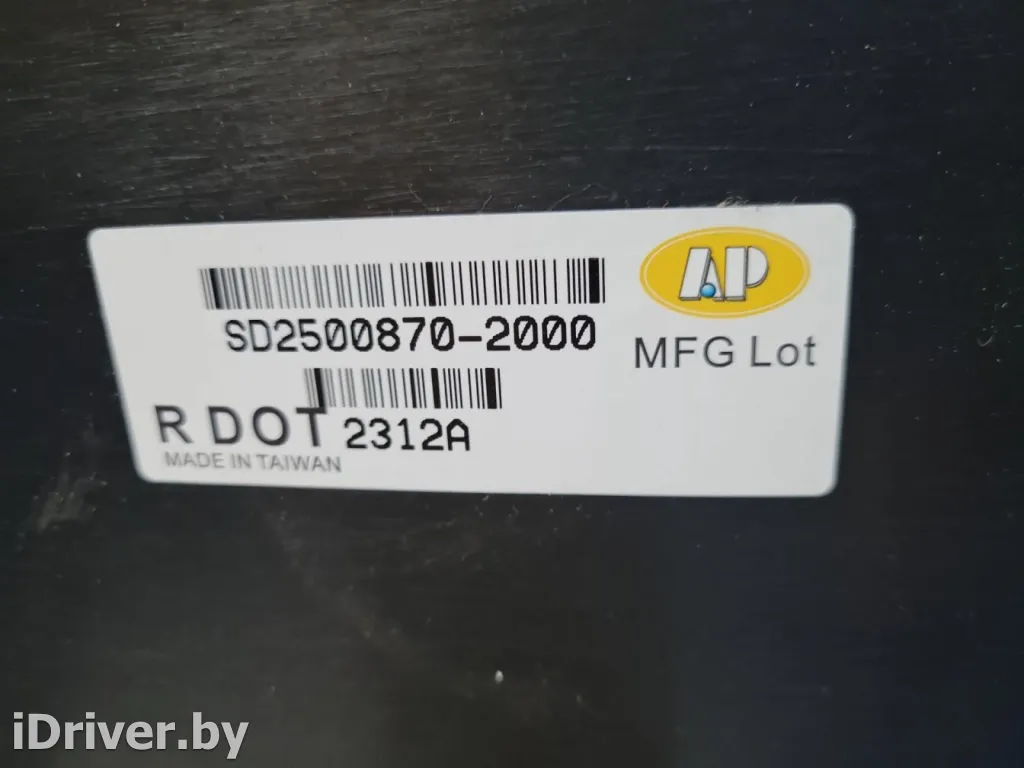 AP
SD2500870-2000
MFG Lot
R DOT 2312A
MADE IN TAIWAN
iDriver.by